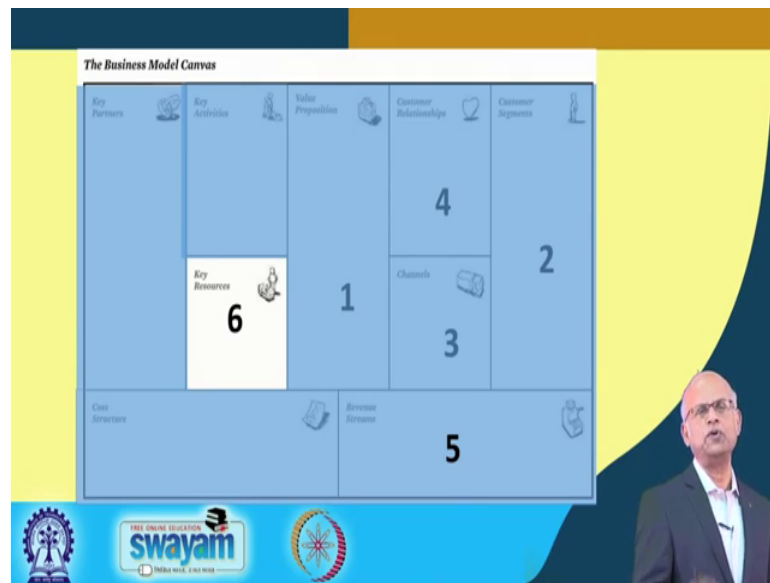 The Business Model Canvas
Key
Partners
Key
Activities
Value
Proposition
Customer
Relationships
Customer
Segments
4
2
Key
Resources
6
1
Channels
3
Cost
Structure
Revenue
Streams
5
FREE ONLINE EDUCATION
swayam